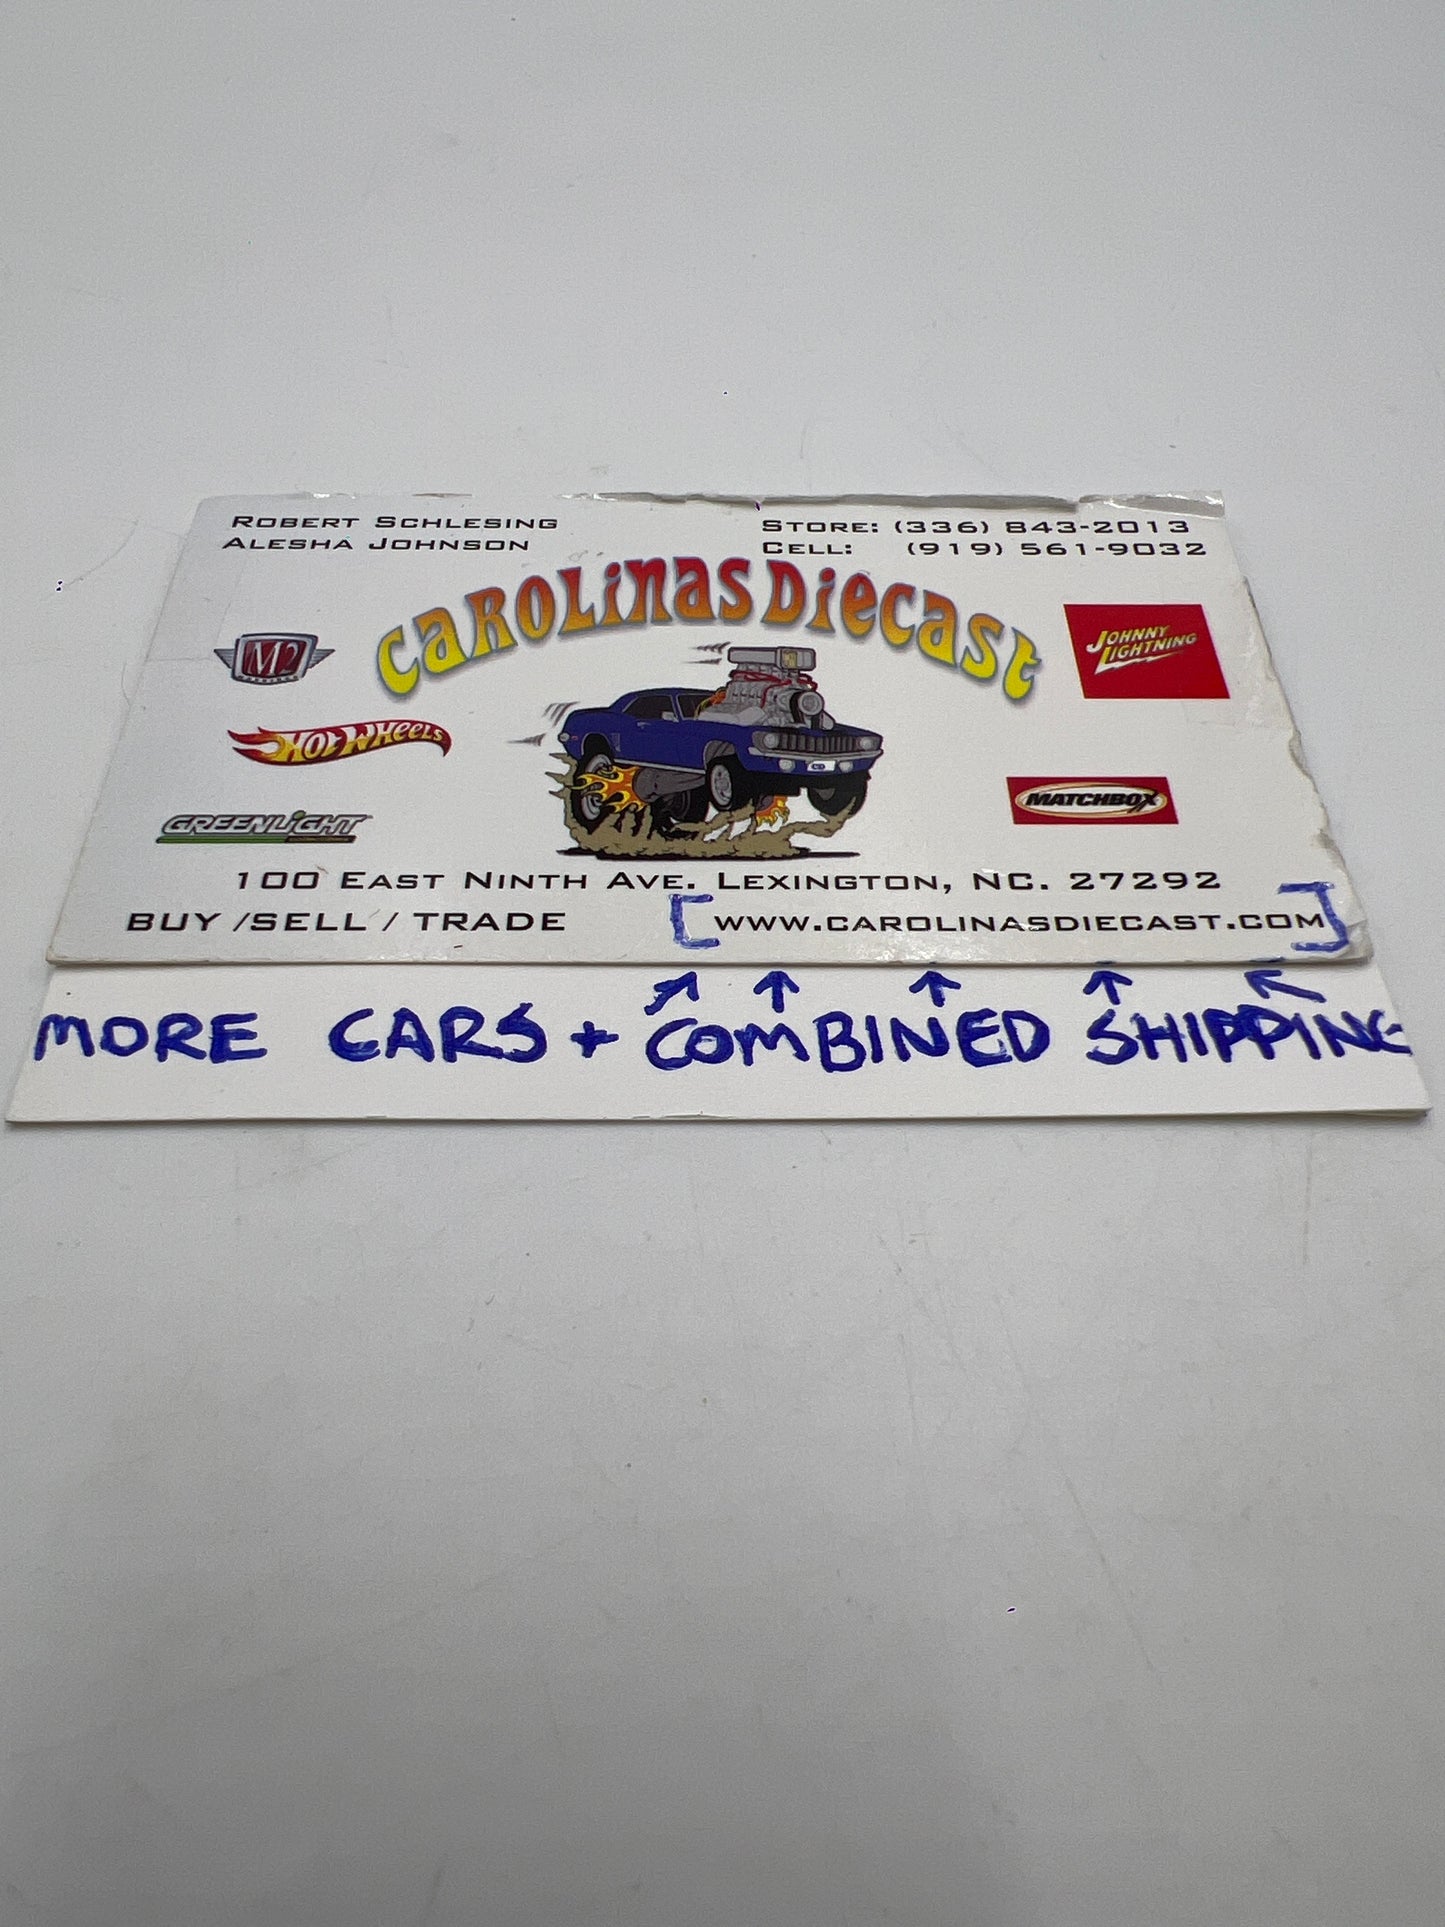 ROBERT SCHLESING
ALESHA JOHNSON
STORE: (336) 843-2013
CELL: (919) 561-9032
CAROLINAS DIECAST
M2
JOHNNY
LIGHTNING
HOT WHEELS
GREENLIGHT
MATCHBOX
100 EAST NINTH AVE. LEXINGTON, NC. 27292
BUY /SELL / TRADE
[WWW.CAROLINASDIECAST.COM]
↗ ↑ ↑ ↑ ↖
MORE CARS + COMBINED SHIPPING